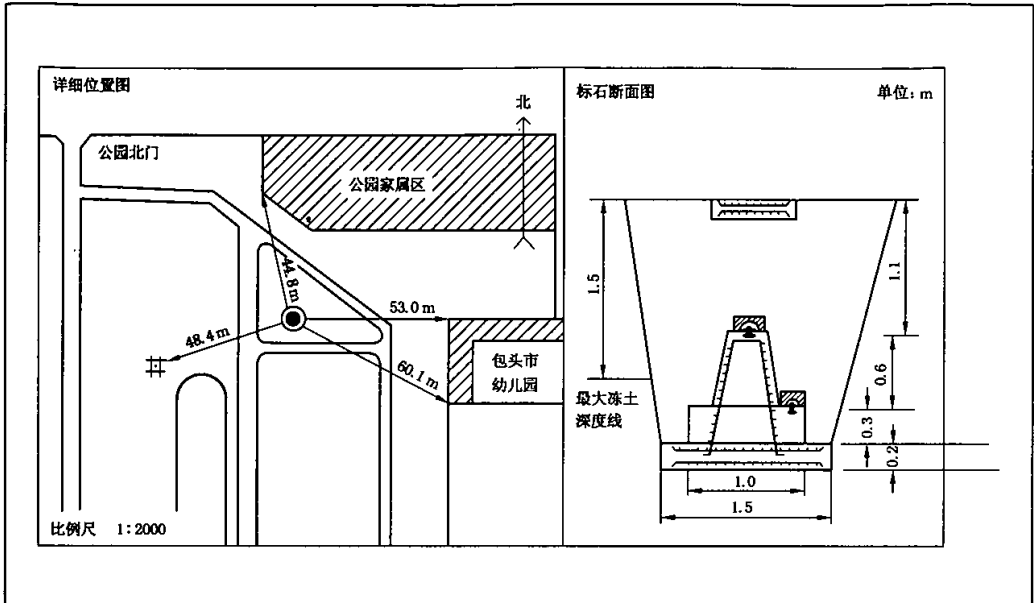 详细位置图
北
公园北门
公园家属区
44.8m
53.0m
48.4m
60.1m
包头市
幼儿园
比例尺 1:2000
标石断面图 单位: m
1.5
1.1
0.6
最大冻土
深度线
0.3
0.2
1.0
1.5